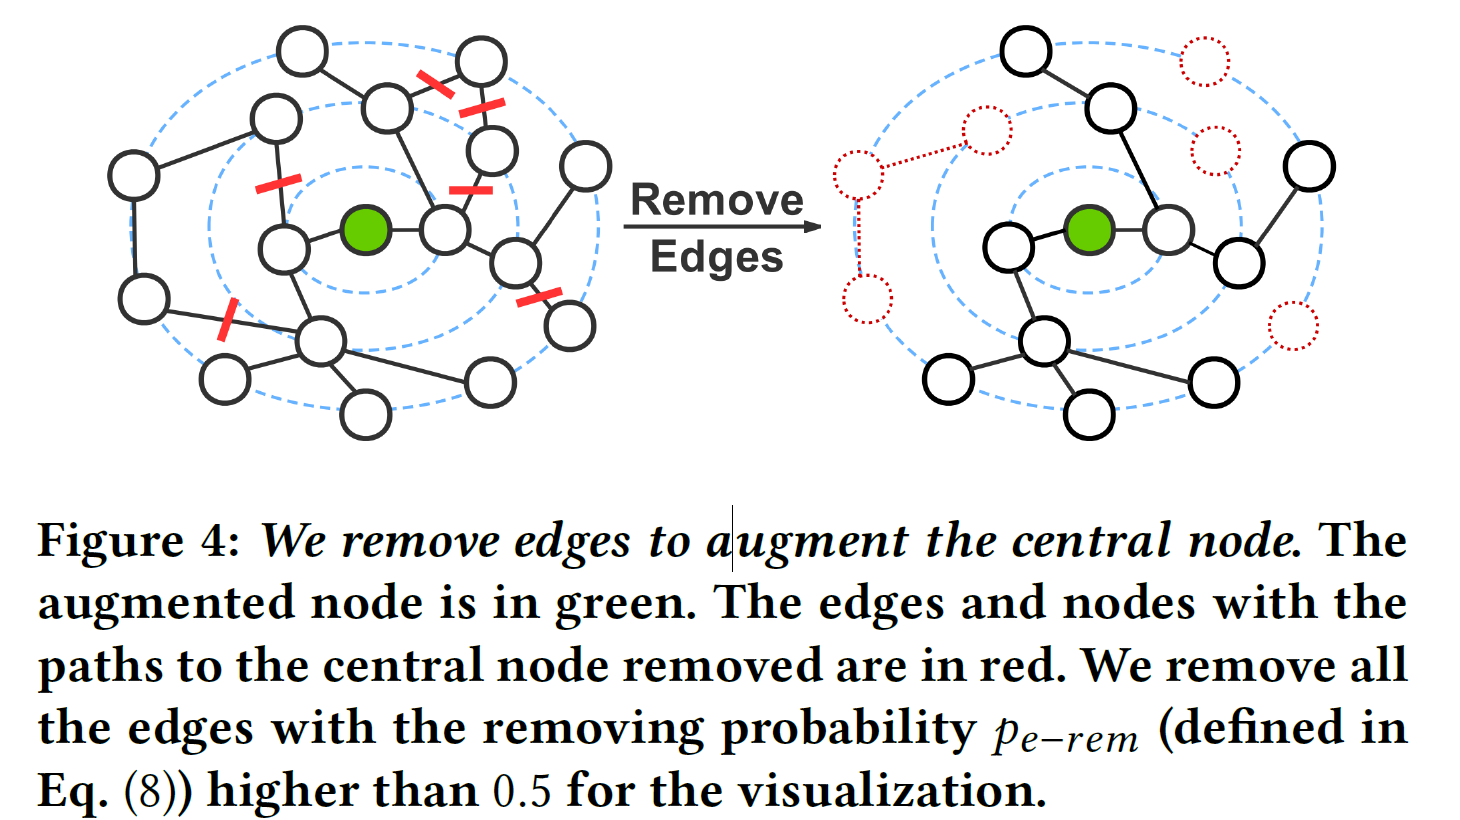 Remove
Edges
Figure 4: We remove edges to augment the central node. The
augmented node is in green. The edges and nodes with the
paths to the central node removed are in red. We remove all
the edges with the removing probability pe−rem (defined in
Eq. (8)) higher than 0.5 for the visualization.